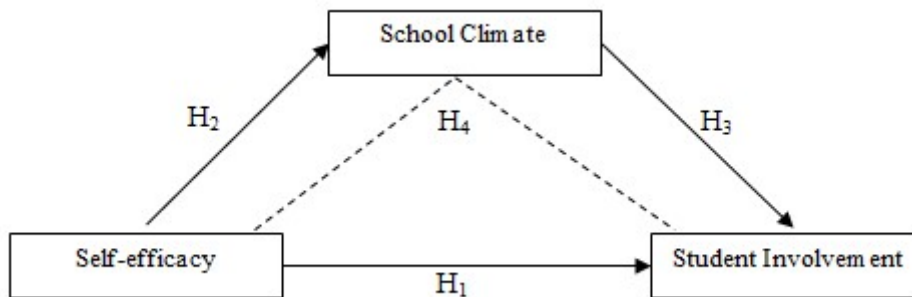 School Climate
H₂
H₄
H₃
Self-efficacy
Student Involvement
H₁